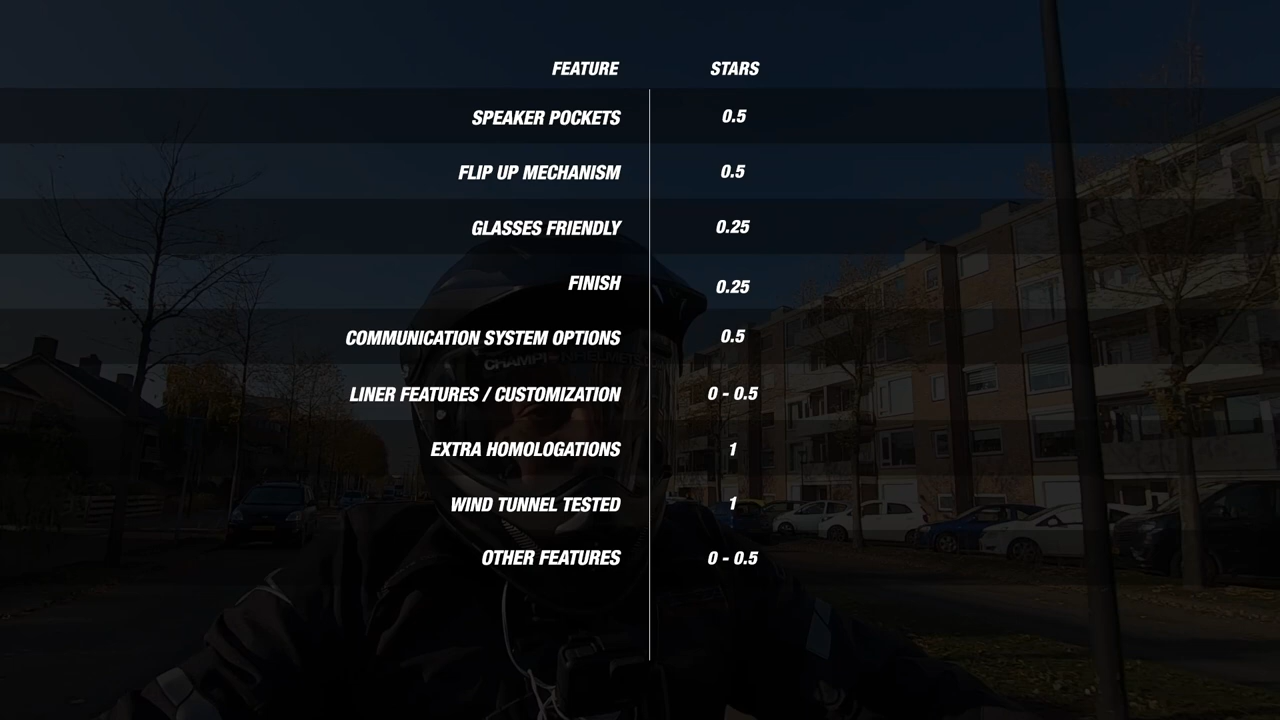 FEATURE STARS
SPEAKER POCKETS 0.5
FLIP UP MECHANISM 0.5
GLASSES FRIENDLY 0.25
FINISH 0.25
COMMUNICATION SYSTEM OPTIONS 0.5
LINER FEATURES / CUSTOMIZATION 0 - 0.5
EXTRA HOMOLOGATIONS 1
WIND TUNNEL TESTED 1
OTHER FEATURES 0 - 0.5